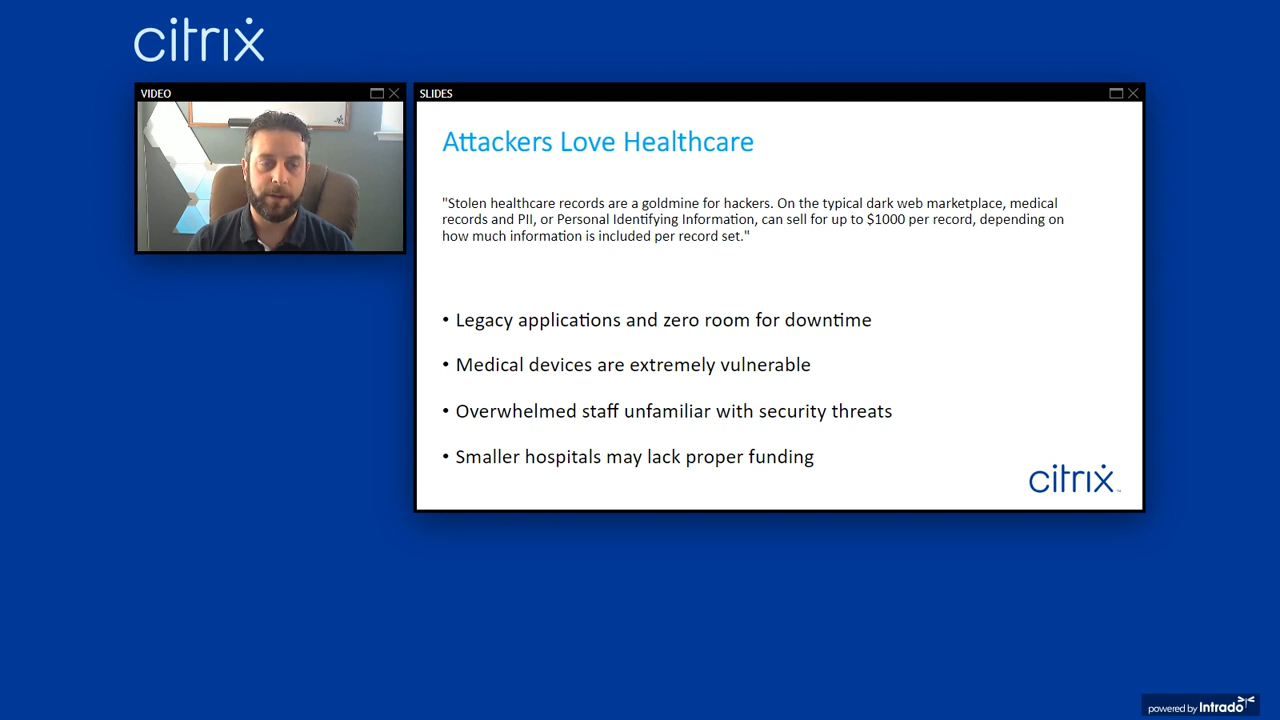 citrix
VIDEO
SLIDES
Attackers Love Healthcare
"Stolen healthcare records are a goldmine for hackers. On the typical dark web marketplace, medical
records and PII, or Personal Identifying Information, can sell for up to $1000 per record, depending on
how much information is included per record set."
• Legacy applications and zero room for downtime
• Medical devices are extremely vulnerable
• Overwhelmed staff unfamiliar with security threats
• Smaller hospitals may lack proper funding
citrix™
powered by Intrado